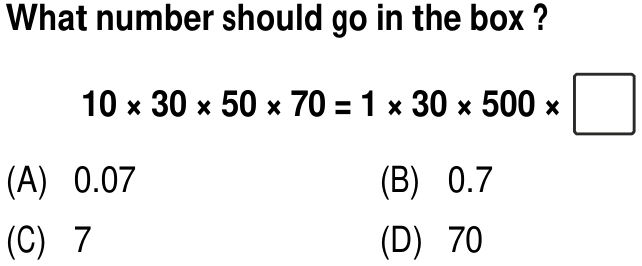 What number should go in the box ?
10 × 30 × 50 × 70 = 1 × 30 × 500 ×
(A) 0.07 (B) 0.7
(C) 7 (D) 70